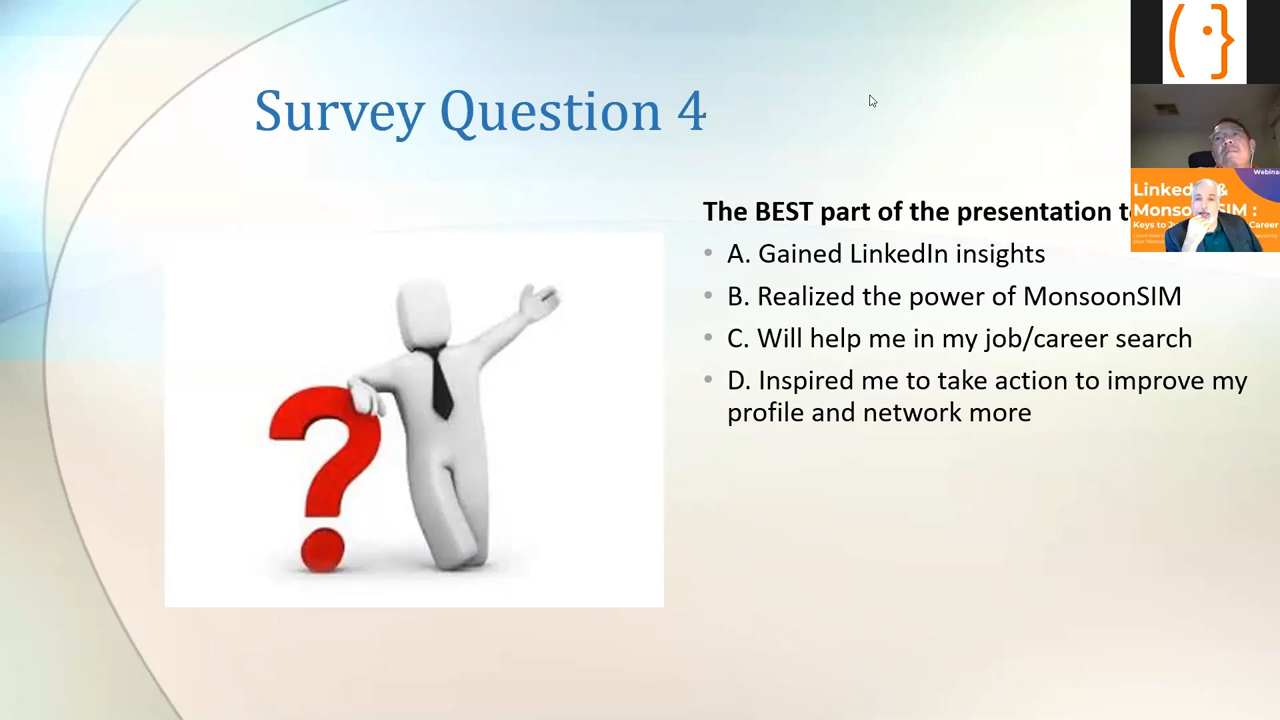 Survey Question 4
The BEST part of the presentation
• A. Gained LinkedIn insights
• B. Realized the power of MonsoonSIM
• C. Will help me in my job/career search
• D. Inspired me to take action to improve my
profile and network more
Webina
Linked &
Monso SIM :
Keys to Career